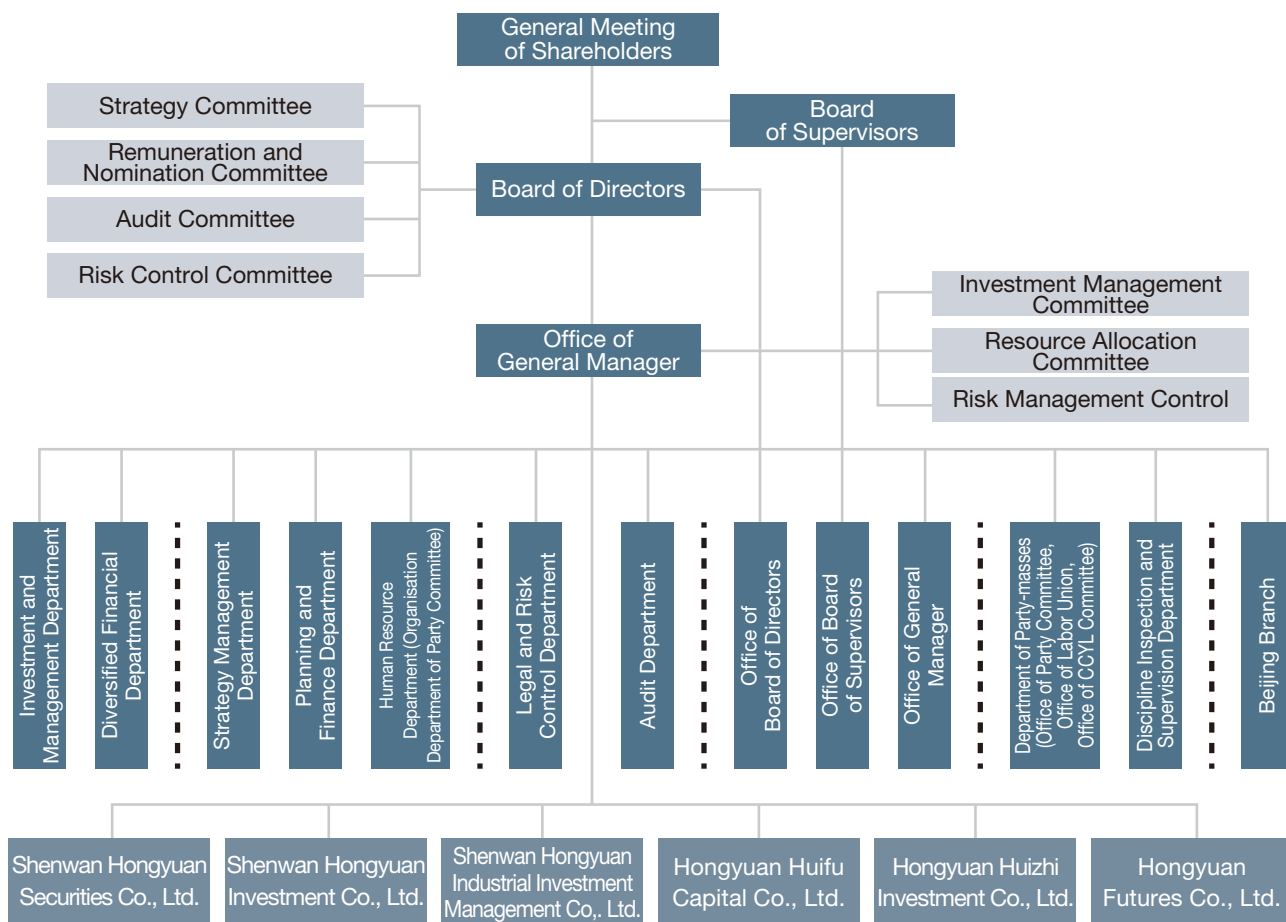 General Meeting
of Shareholders
Strategy Committee
Board
of Supervisors
Remuneration and
Nomination Committee
Board of Directors
Audit Committee
Risk Control Committee
Investment Management
Committee
Office of
General Manager
Resource Allocation
Committee
Risk Management Control
Investment and
Management Department
Diversified Financial
Department
Strategy Management
Department
Planning and
Finance Department
Human Resource
Department (Organisation
Department of Party Committee)
Legal and Risk
Control Department
Audit Department
Office of
Board of Directors
Office of Board
of Supervisors
Office of General
Manager
Department of Party-masses
(Office of Party Committee,
Office of Labor Union,
Office of CCYL Committee)
Discipline Inspection and
Supervision Department
Beijing Branch
Shenwan Hongyuan
Securities Co., Ltd.
Shenwan Hongyuan
Investment Co., Ltd.
Shenwan Hongyuan
Industrial Investment
Management Co,. Ltd.
Hongyuan Huifu
Capital Co., Ltd.
Hongyuan Huizhi
Investment Co., Ltd.
Hongyuan
Futures Co., Ltd.